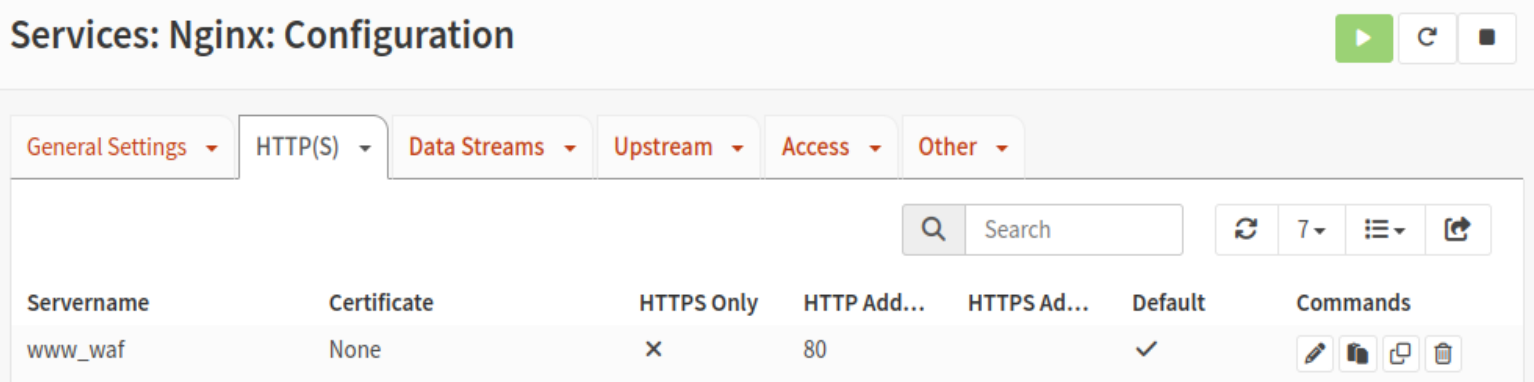 Services: Nginx: Configuration
General Settings HTTP(S) Data Streams Upstream Access Other
Search 7
Servername Certificate HTTPS Only HTTP Add... HTTPS Ad... Default Commands
www_waf None 80